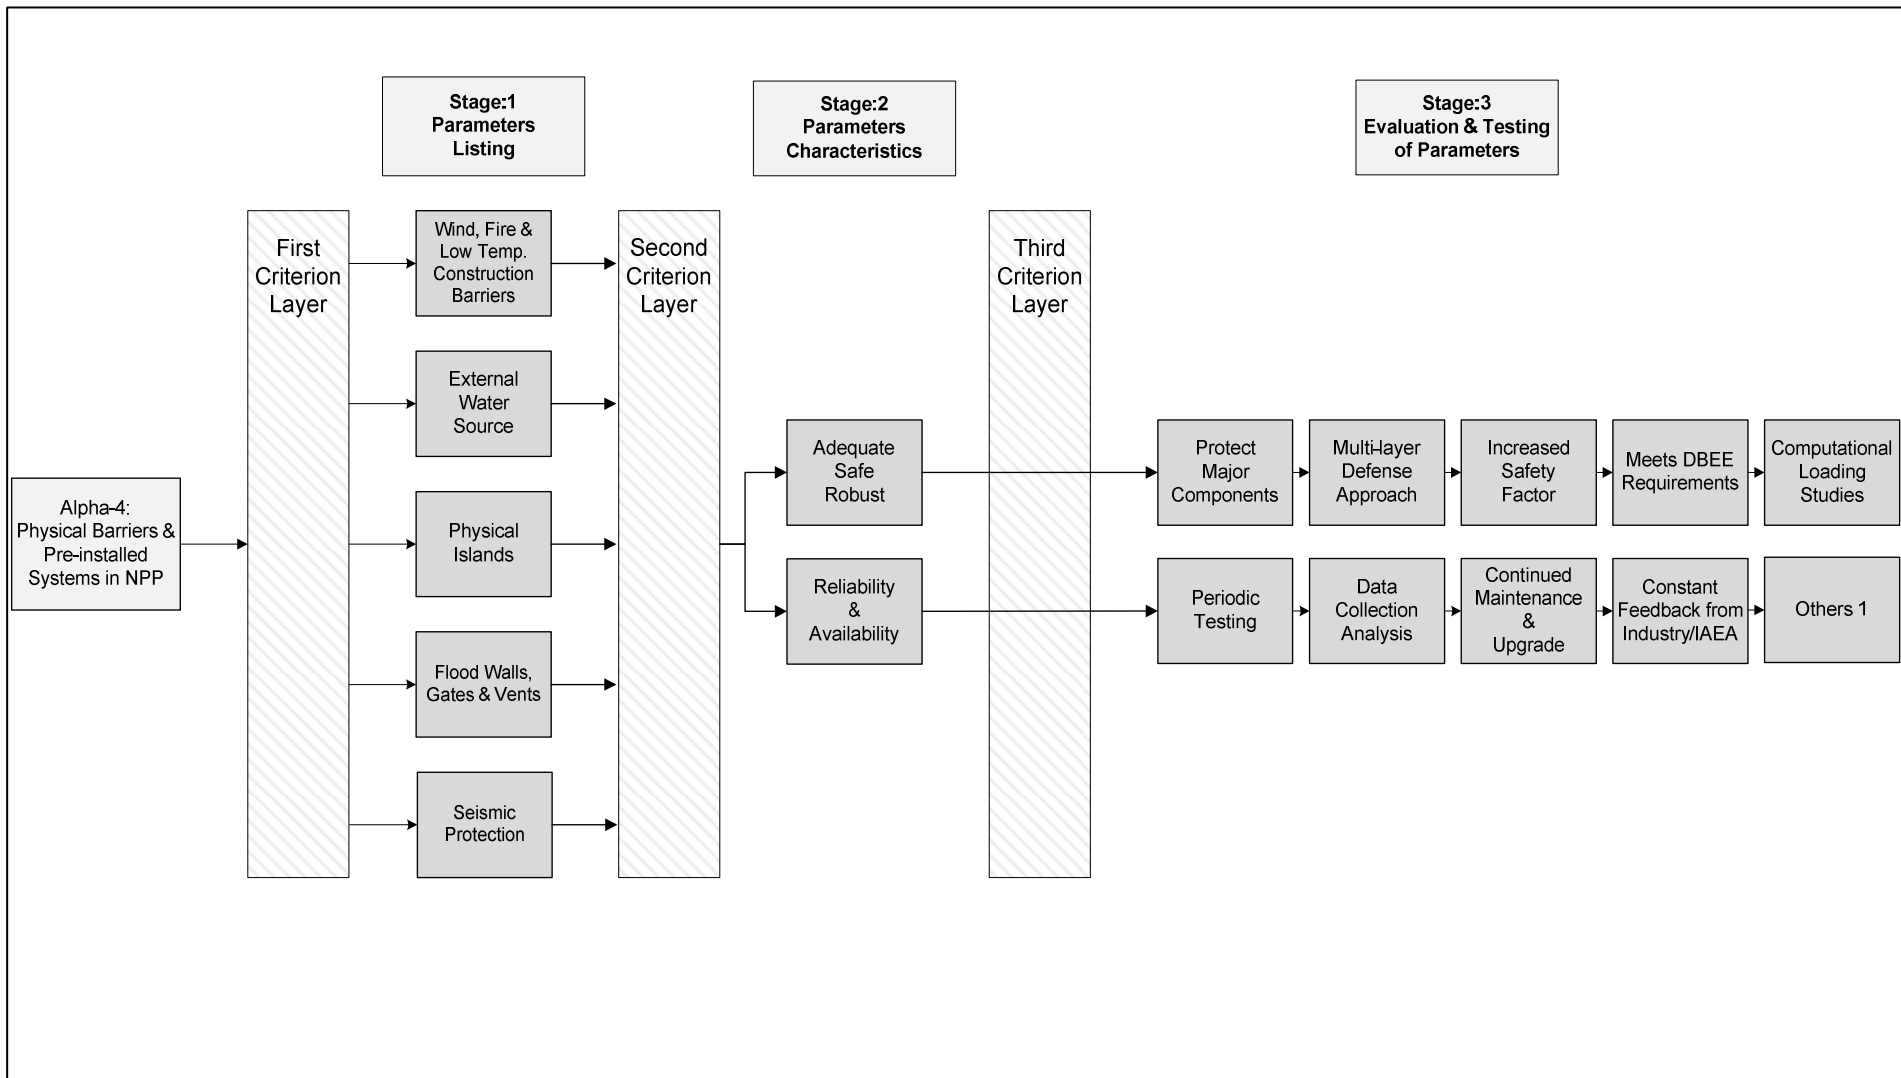 Stage:1
Parameters
Listing
Stage:2
Parameters
Characteristics
Stage:3
Evaluation & Testing
of Parameters
Alpha-4:
Physical Barriers &
Pre-installed
Systems in NPP
First
Criterion
Layer
Wind, Fire &
Low Temp.
Construction
Barriers
External
Water
Source
Physical
Islands
Flood Walls,
Gates & Vents
Seismic
Protection
Second
Criterion
Layer
Adequate
Safe
Robust
Reliability
&
Availability
Third
Criterion
Layer
Protect
Major
Components
Multi-layer
Defense
Approach
Increased
Safety
Factor
Meets DBEE
Requirements
Computational
Loading
Studies
Periodic
Testing
Data
Collection
Analysis
Continued
Maintenance
&
Upgrade
Constant
Feedback from
Industry/IAEA
Others 1